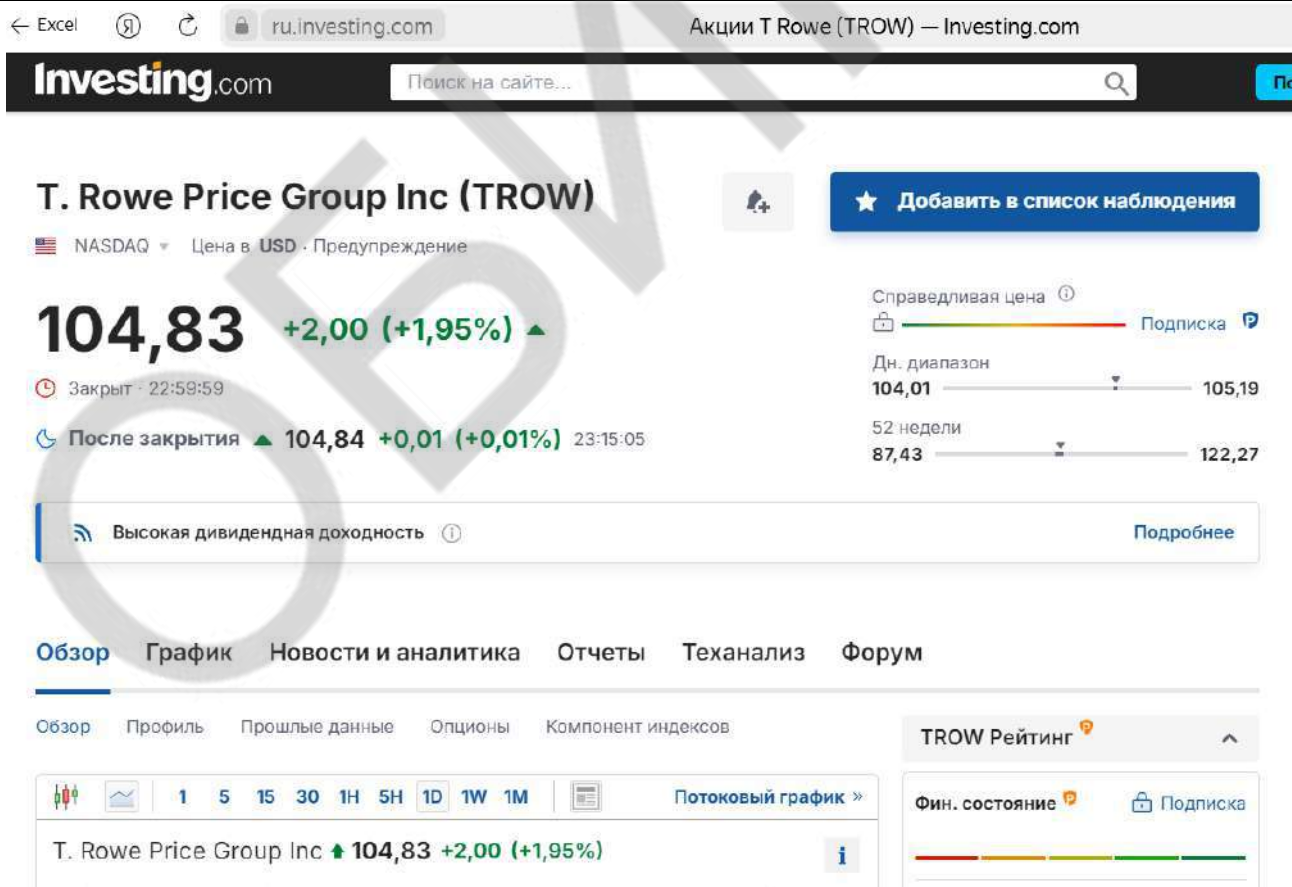 ← Excel Я ru.investing.com Акции T Rowe (TROW) — Investing.com
Investing.com Поиск на сайте...
T. Rowe Price Group Inc (TROW) Добавить в список наблюдения
NASDAQ Цена в USD · Предупреждение
Справедливая цена
104,83 +2,00 (+1,95%) Подписка
Дн. диапазон
Закрыт · 22:59:59 104,01 105,19
52 недели
После закрытия 104,84 +0,01 (+0,01%) 23:15:05 87,43 122,27
Высокая дивидендная доходность Подробнее
Обзор График Новости и аналитика Отчеты Теханализ Форум
Обзор Профиль Прошлые данные Опционы Компонент индексов
TROW Рейтинг
1 5 15 30 1H 5H 1D 1W 1M Потоковый график »
Фин. состояние Подписка
T. Rowe Price Group Inc 104,83 +2,00 (+1,95%)